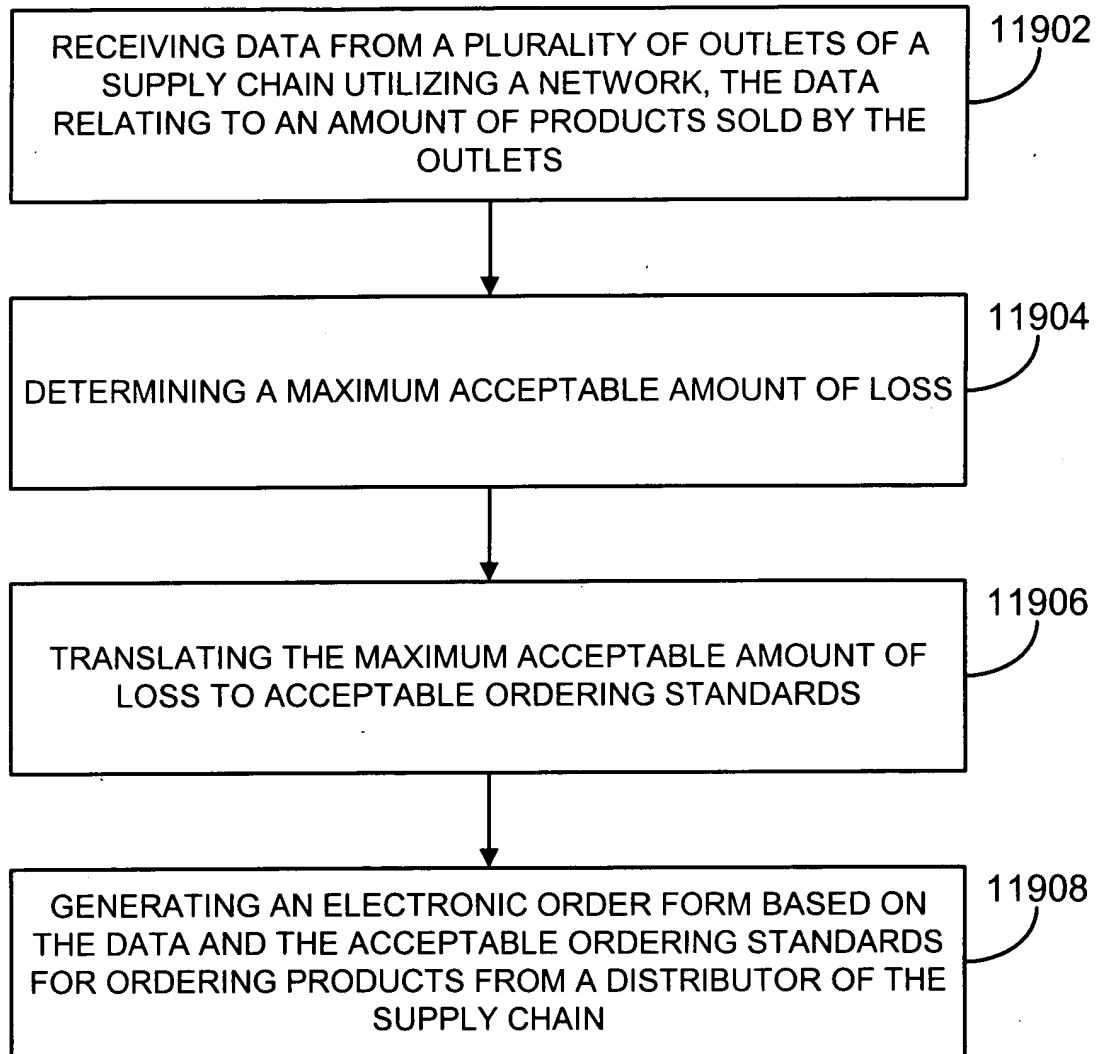 RECEIVING DATA FROM A PLURALITY OF OUTLETS OF A
SUPPLY CHAIN UTILIZING A NETWORK, THE DATA
RELATING TO AN AMOUNT OF PRODUCTS SOLD BY THE
OUTLETS
11902
DETERMINING A MAXIMUM ACCEPTABLE AMOUNT OF LOSS
11904
TRANSLATING THE MAXIMUM ACCEPTABLE AMOUNT OF
LOSS TO ACCEPTABLE ORDERING STANDARDS
11906
GENERATING AN ELECTRONIC ORDER FORM BASED ON
THE DATA AND THE ACCEPTABLE ORDERING STANDARDS
FOR ORDERING PRODUCTS FROM A DISTRIBUTOR OF THE
SUPPLY CHAIN
11908